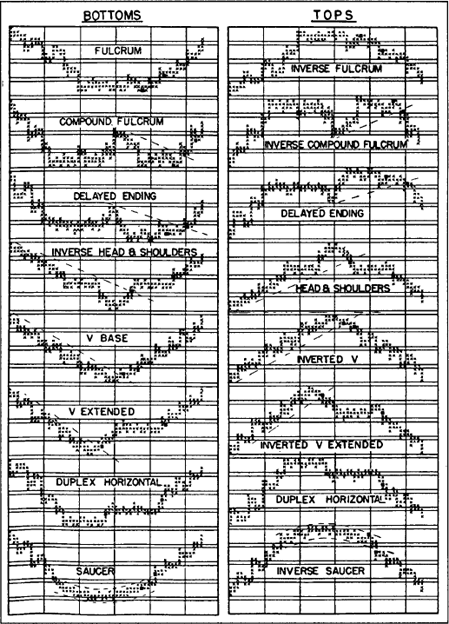 BOTTOMS
FULCRUM
COMPOUND FULCRUM
DELAYED ENDING
INVERSE HEAD & SHOULDERS
V BASE
V EXTENDED
DUPLEX HORIZONTAL
SAUCER
TOPS
INVERSE FULCRUM
INVERSE COMPOUND FULCRUM
DELAYED ENDING
HEAD & SHOULDERS
INVERTED V
INVERTED V EXTENDED
DUPLEX HORIZONTAL
INVERSE SAUCER